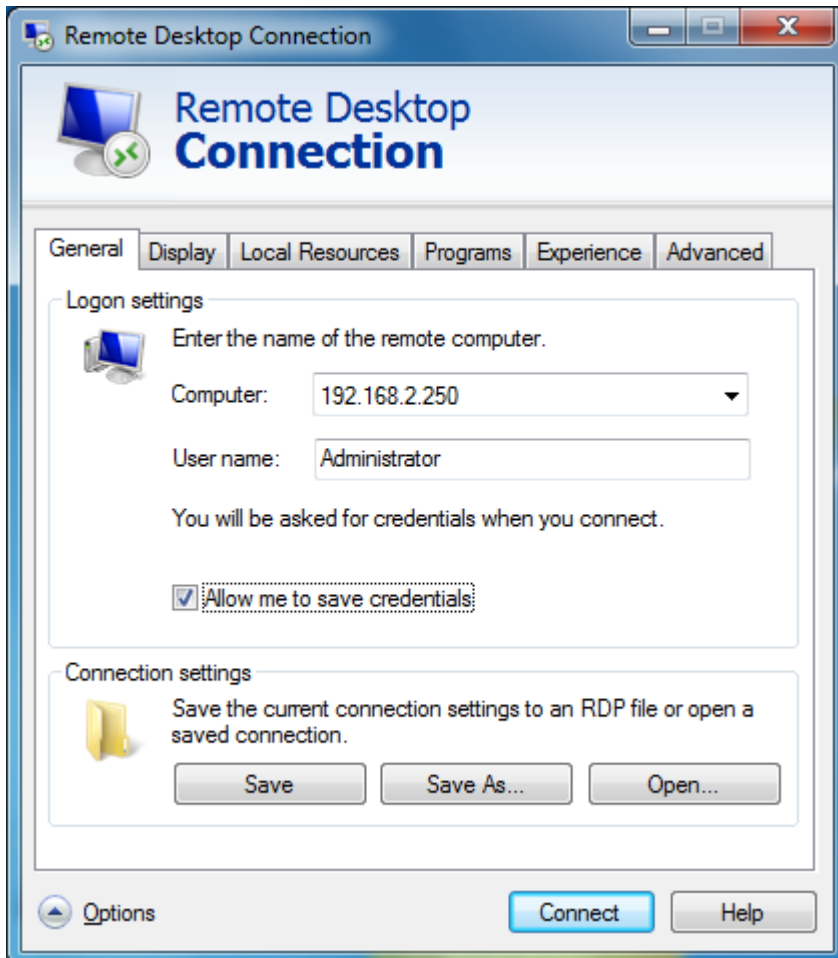 Remote Desktop Connection
Remote Desktop
Connection
General Display Local Resources Programs Experience Advanced
Logon settings
Enter the name of the remote computer.
Computer: 192.168.2.250
User name: Administrator
You will be asked for credentials when you connect.
Allow me to save credentials
Connection settings
Save the current connection settings to an RDP file or open a
saved connection.
Save Save As... Open...
Options Connect Help